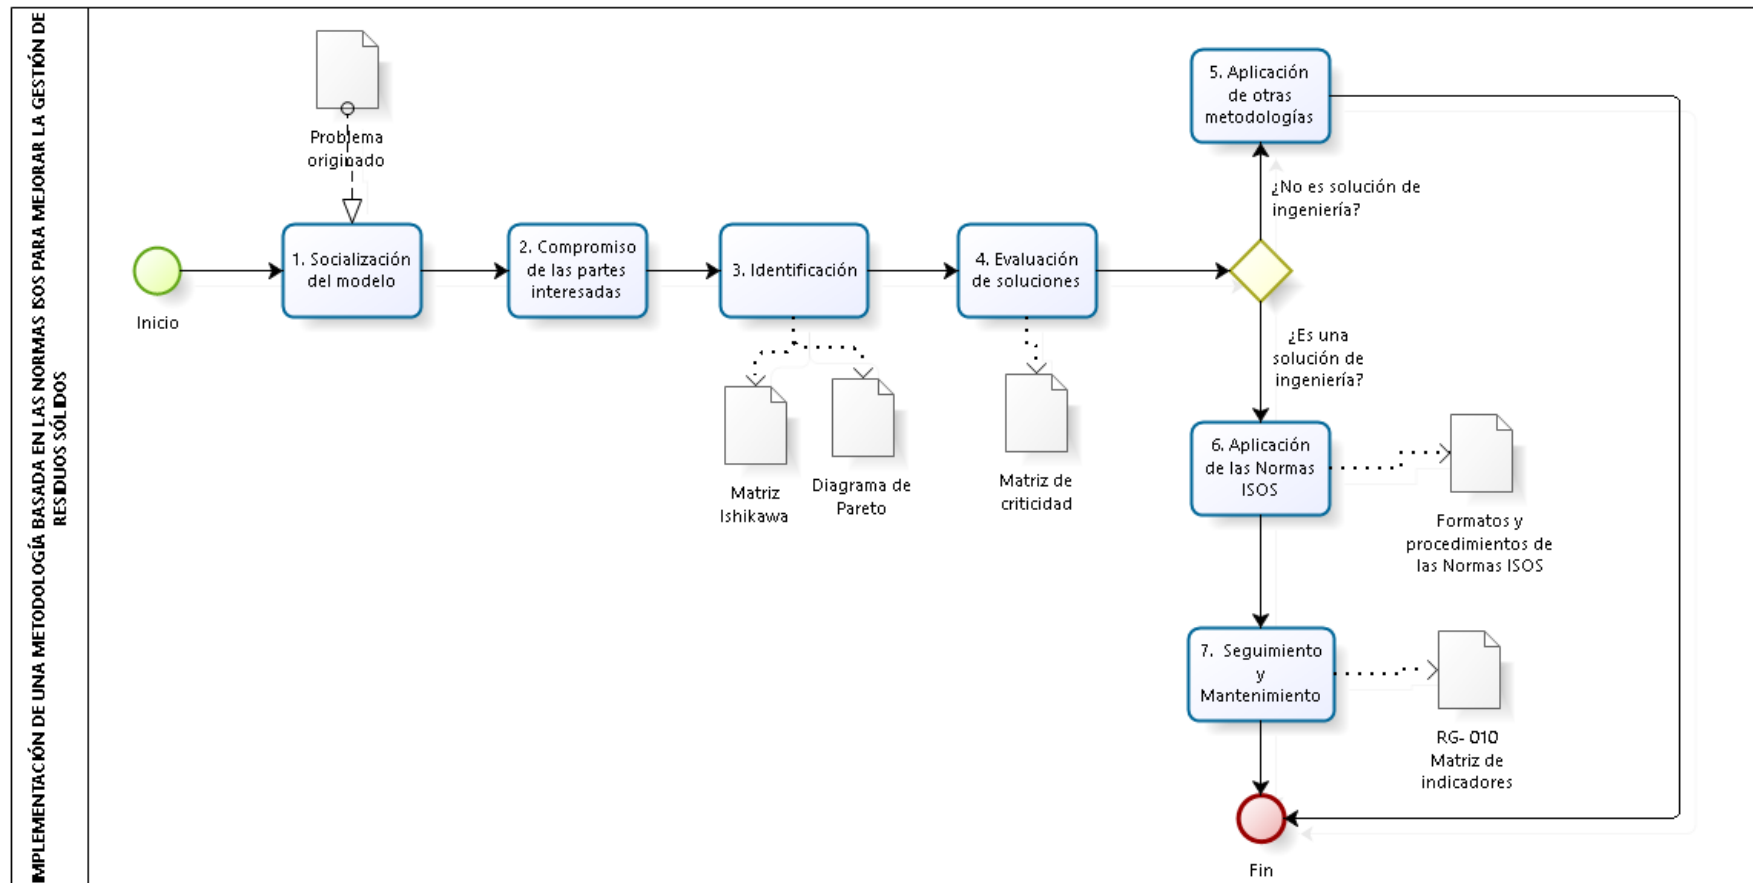 IMPLEMENTACIÓN DE UNA METODOLOGÍA BASADA EN LAS NORMAS ISOS PARA MEJORAR LA GESTIÓN DE
RESIDUOS SÓLIDOS
Problema
originado
Inicio
1. Socialización
del modelo
2. Compromiso
de las partes
interesadas
3. Identificación
Matriz
Ishikawa
Diagrama de
Pareto
4. Evaluación
de soluciones
Matriz de
criticidad
5. Aplicación
de otras
metodologías
¿No es solución de
ingeniería?
¿Es una
solución de
ingeniería?
6. Aplicación
de las Normas
ISOS
Formatos y
procedimientos de
las Normas ISOS
7. Seguimiento
y
Mantenimiento
RG- 010
Matriz de
indicadores
Fin